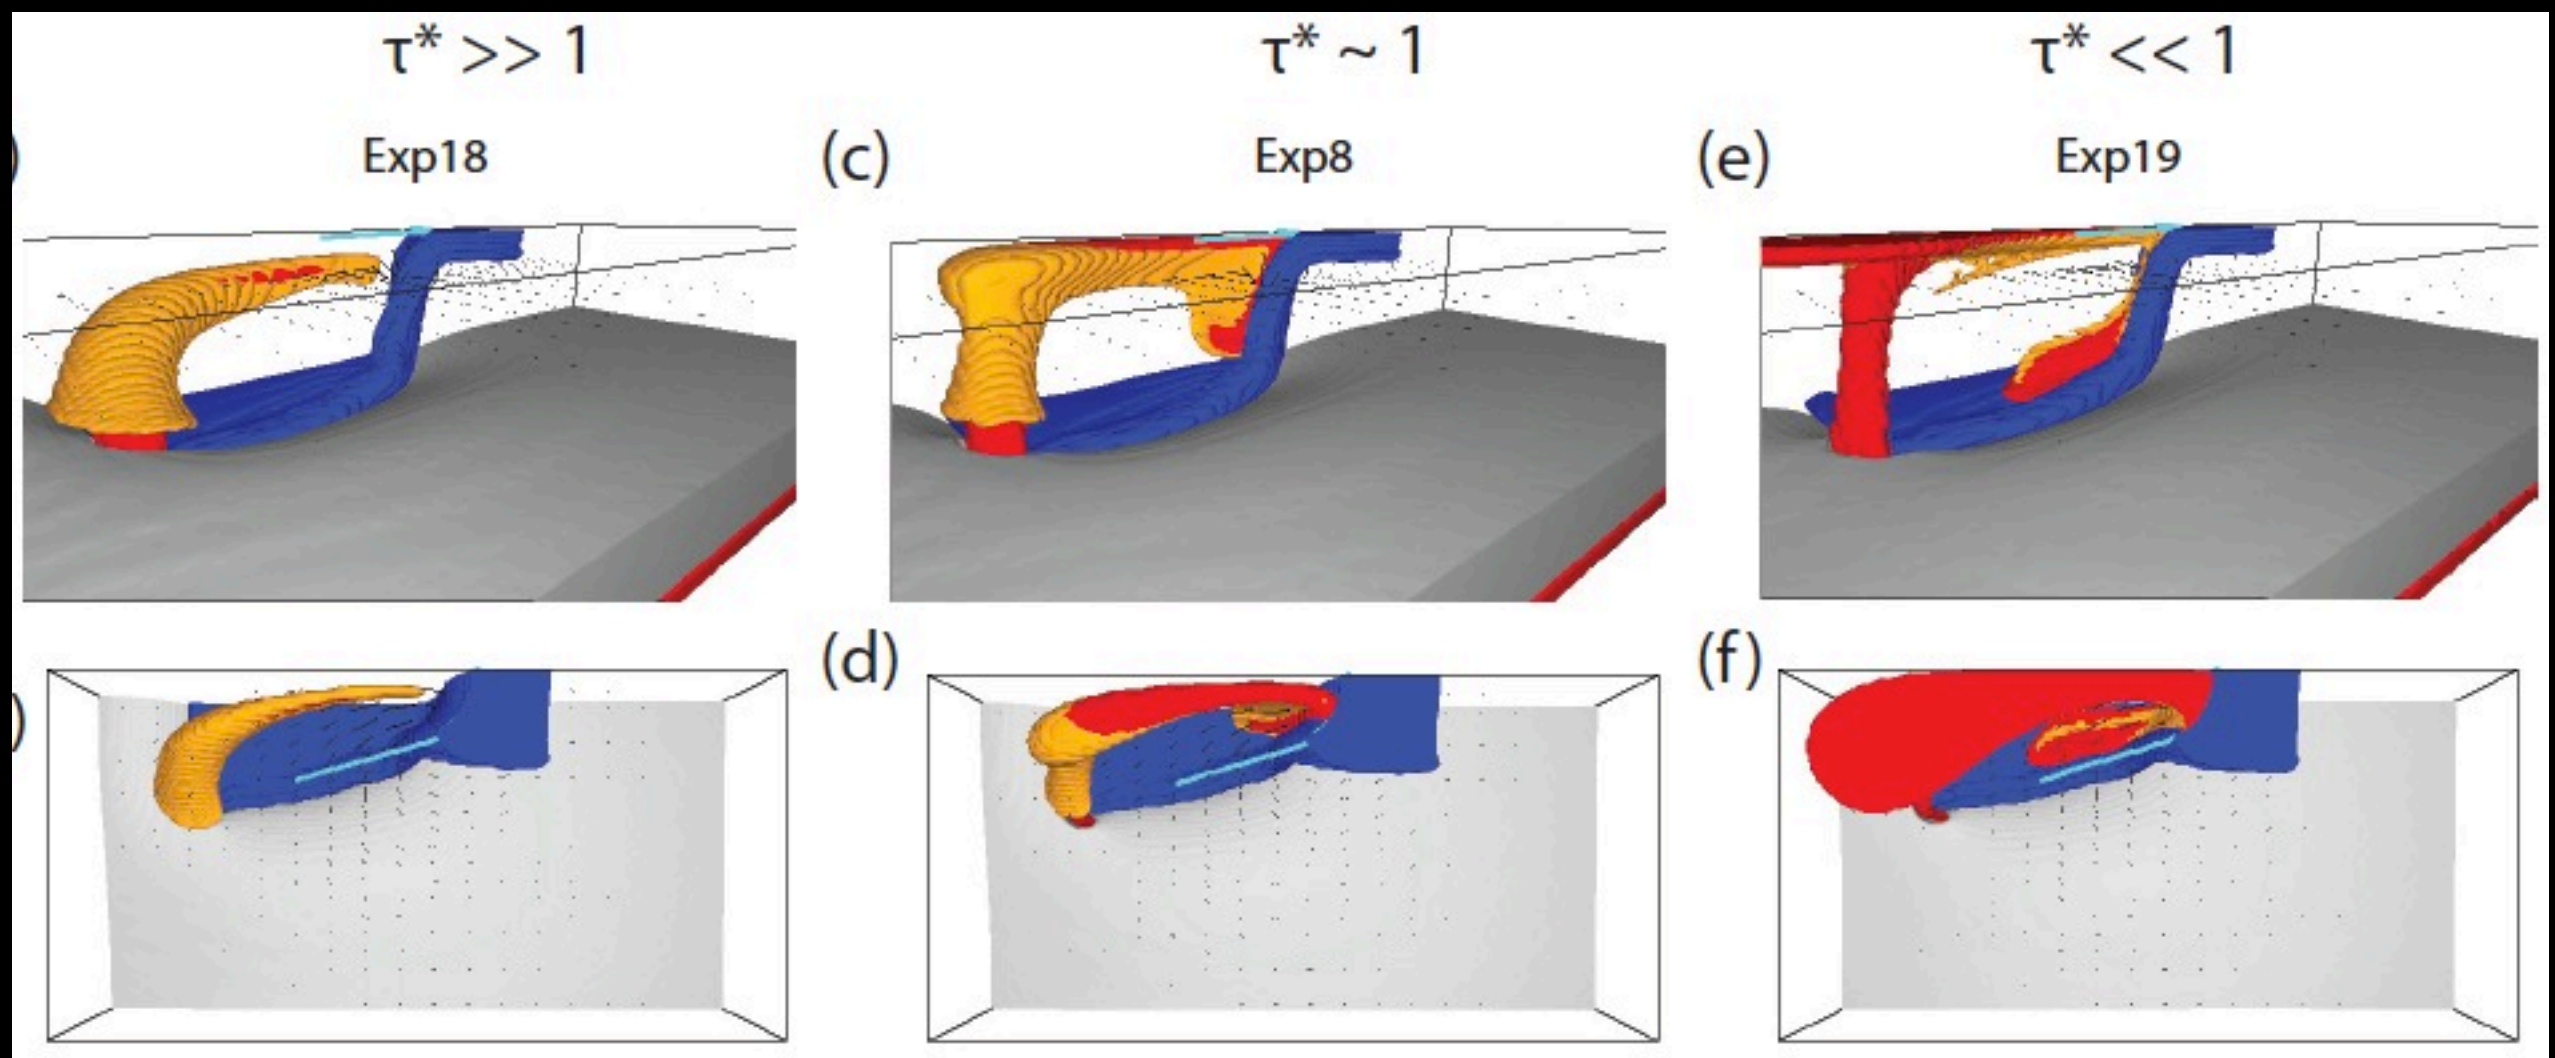 τ* >> 1
τ* ~ 1
τ* << 1
)
Exp18
(c)
Exp8
(e)
Exp19
)
(d)
(f)